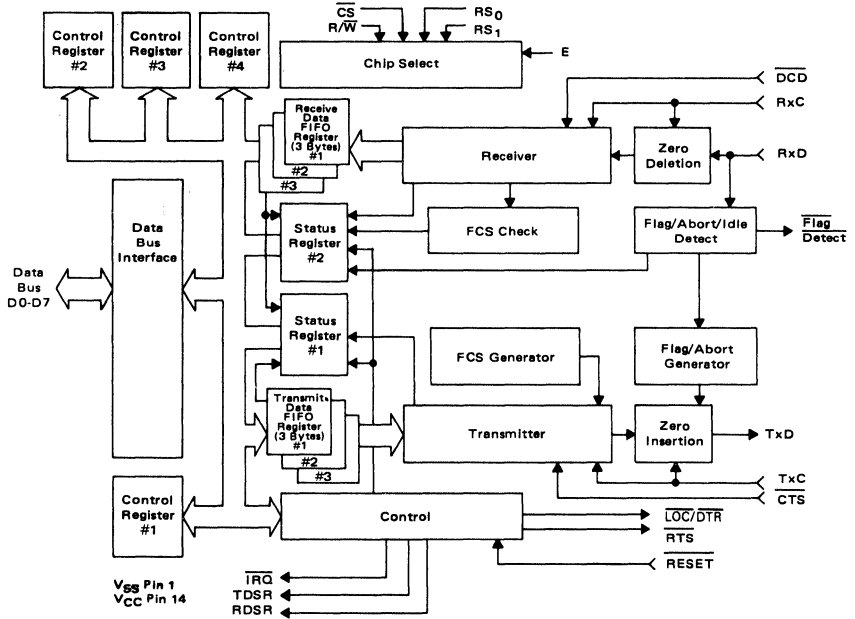 CS
R/W
RS0
RS1
E
Control
Register
#2
Control
Register
#3
Control
Register
#4
Chip Select
DCD
RxC
Receive
Data
FIFO
Register
(3 Bytes)
#1
#2
#3
Receiver
Zero
Deletion
RxD
Data
Bus
Interface
Status
Register
#2
FCS Check
Flag/Abort/Idle
Detect
Flag
Detect
Data
Bus
D0-D7
Status
Register
#1
FCS Generator
Flag/Abort
Generator
Transmit
Data
FIFO
Register
(3 Bytes)
#1
#2
#3
Transmitter
Zero
Insertion
TxD
TxC
CTS
Control
Register
#1
Control
LOC/DTR
RTS
RESET
IRQ
TDSR
RDSR
VSS Pin 1
VCC Pin 14